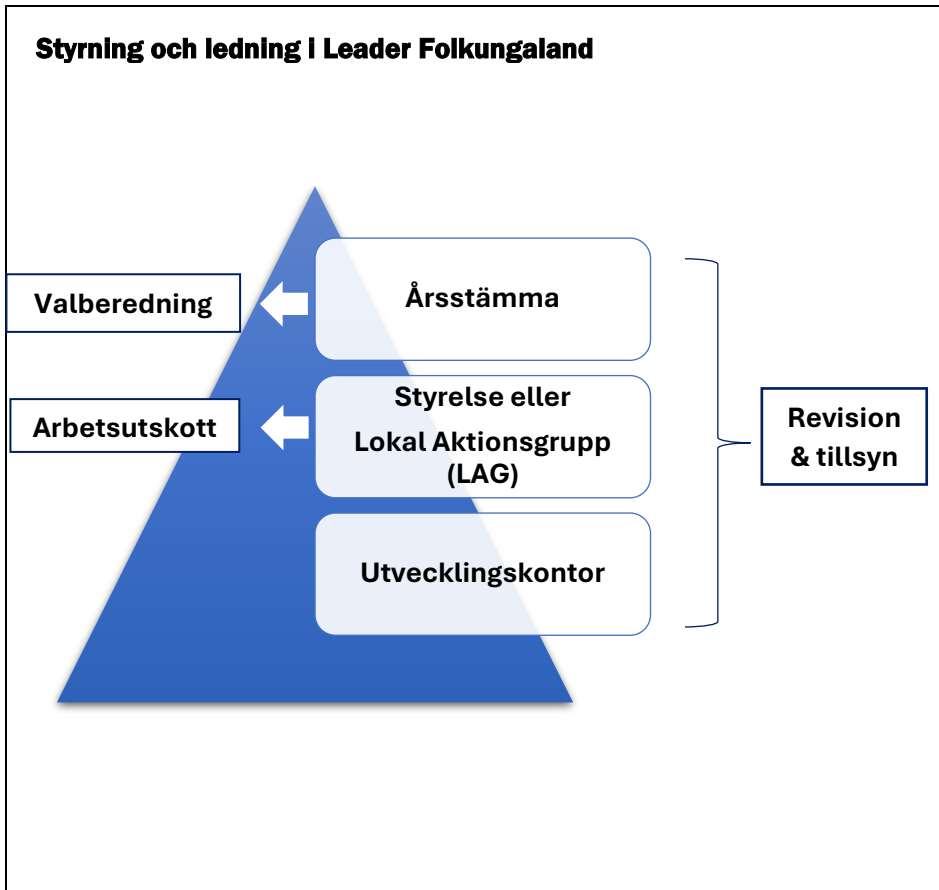 Styrning och ledning i Leader Folkungaland
Valberedning
Årsstämma
Arbetsutskott
Styrelse eller
Lokal Aktionsgrupp
(LAG)
Utvecklingskontor
Revision
& tillsyn